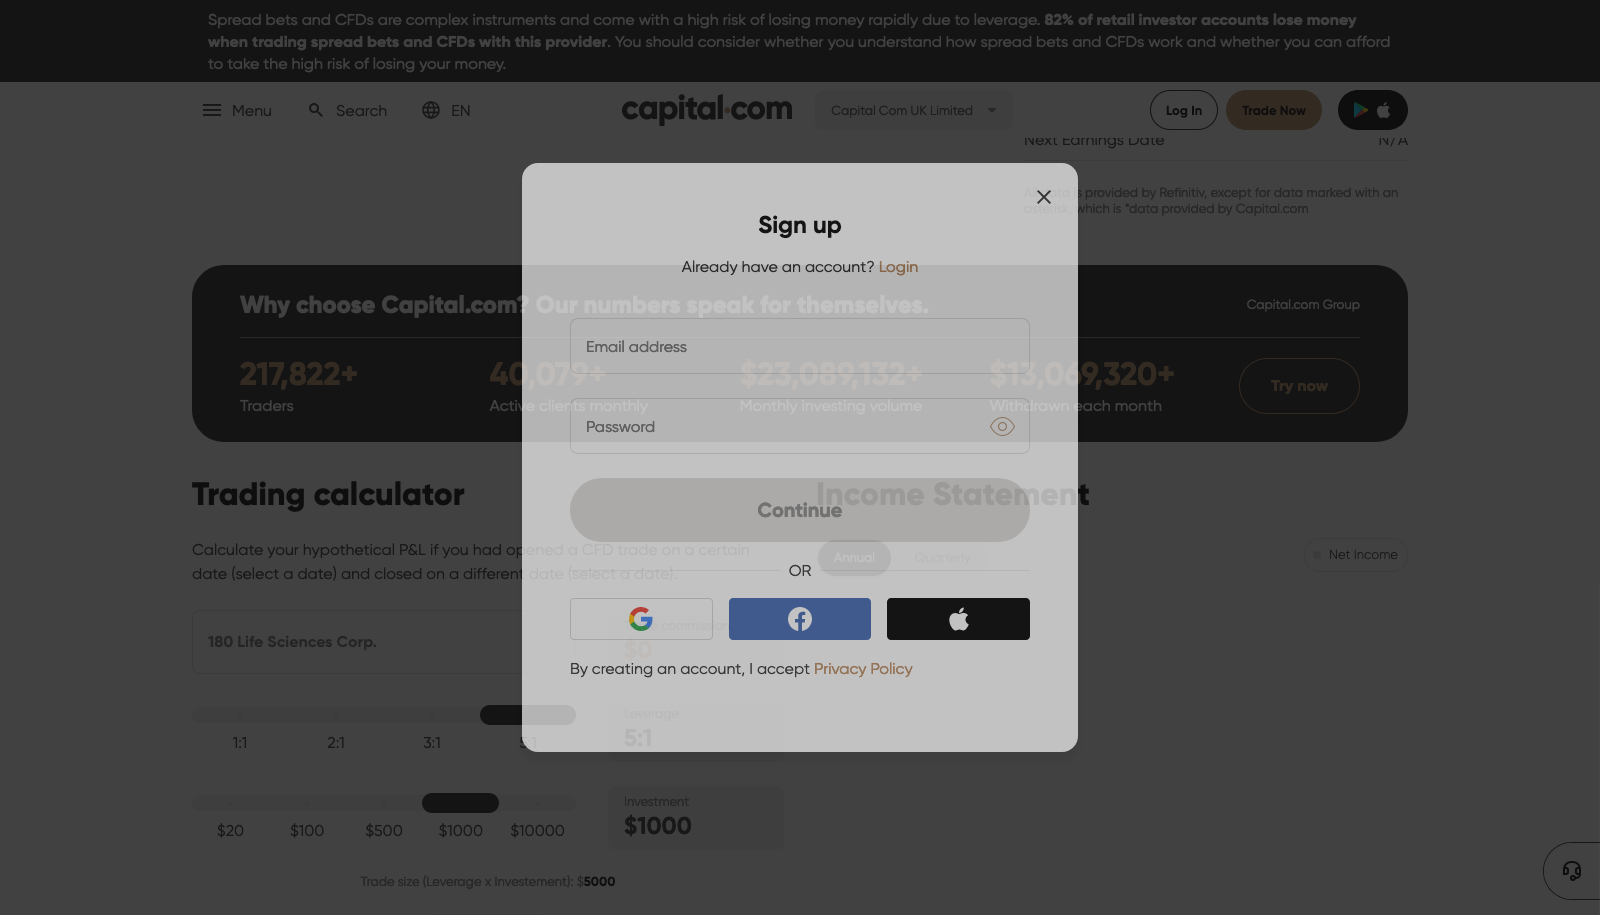 Spread bets and CFDs are complex instruments and come with a high risk of losing money rapidly due to leverage. 82% of retail investor accounts lose money
when trading spread bets and CFDs with this provider. You should consider whether you understand how spread bets and CFDs work and whether you can afford
to take the high risk of losing your money.
Menu
Search
EN
capital.com
Capital Com UK Limited
Log In
Trade Now
Next Earnings Date
N/A
All data is provided by Refinitiv, except for data marked with an
asterisk, which is *data provided by Capital.com
Sign up
Already have an account? Login
Why choose Capital.com? Our numbers speak for themselves.
Capital.com Group
Email address
217,822+
Traders
40,079+
Active clients monthly
$23,089,132+
Monthly investing volume
$13,069,320+
Withdrawn each month
Try now
Password
Trading calculator
Income Statement
Continue
Calculate your hypothetical P&L if you had opened a CFD trade on a certain
date (select a date) and closed on a different date (select a date).
Annual
Quarterly
Net Income
OR
180 Life Sciences Corp.
commission
$0
By creating an account, I accept Privacy Policy
1:1
2:1
3:1
5:1
Leverage
5:1
$20
$100
$500
$1000
$10000
Investment
$1000
Trade size (Leverage x Investement): $5000